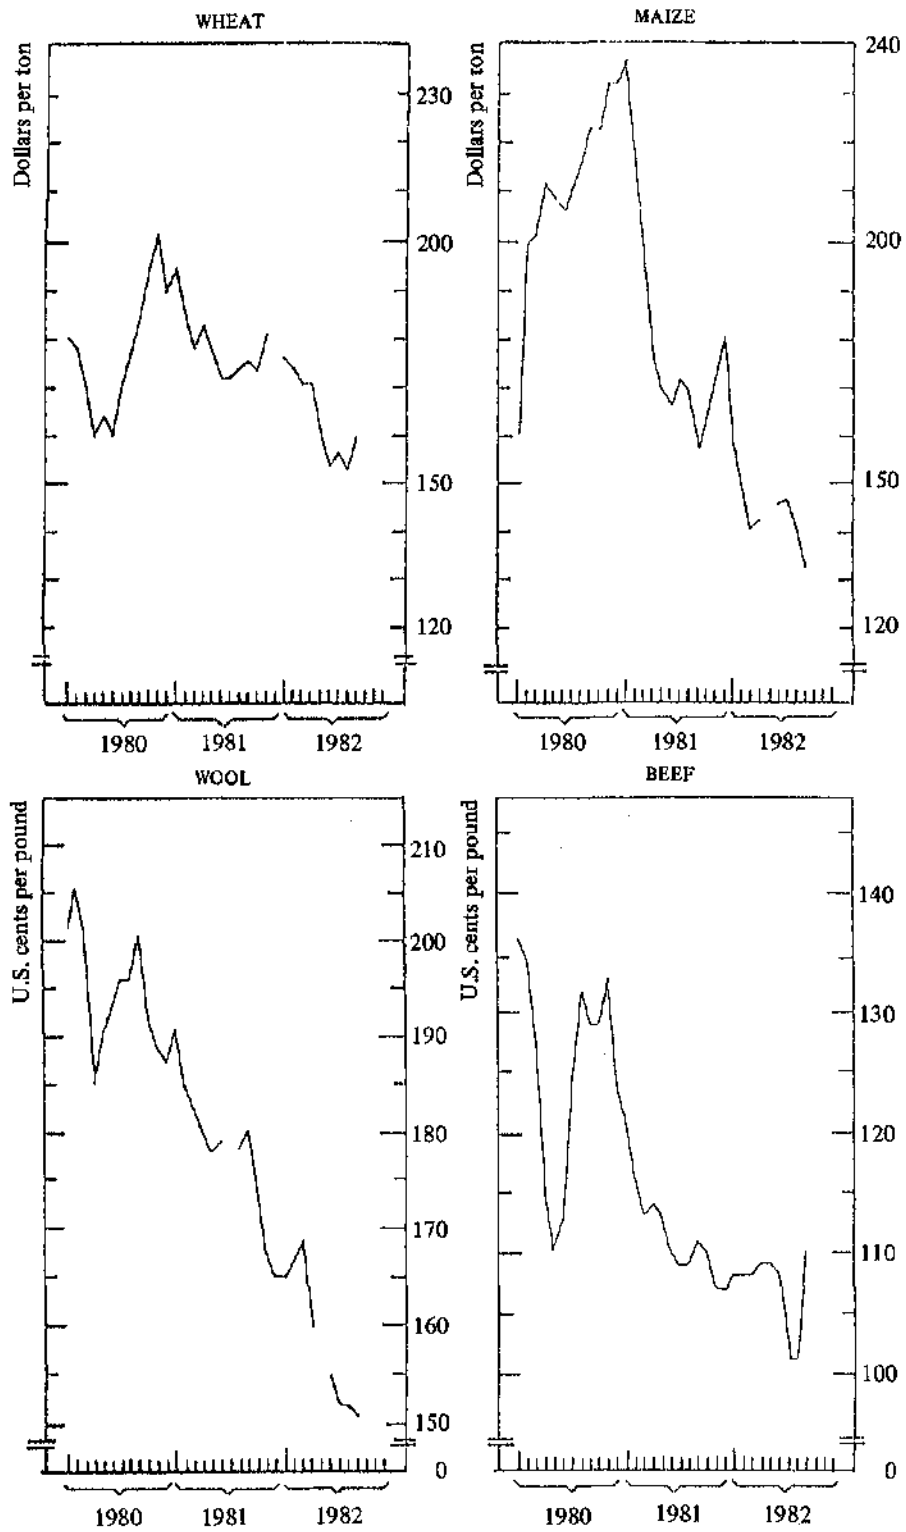 WHEAT
Dollars per ton
230
200
150
120
1980 1981 1982
MAIZE
Dollars per ton
240
200
150
120
1980 1981 1982
WOOL
U.S. cents per pound
210
200
190
180
170
160
150
0
1980 1981 1982
BEEF
U.S. cents per pound
140
130
120
110
100
0
1980 1981 1982